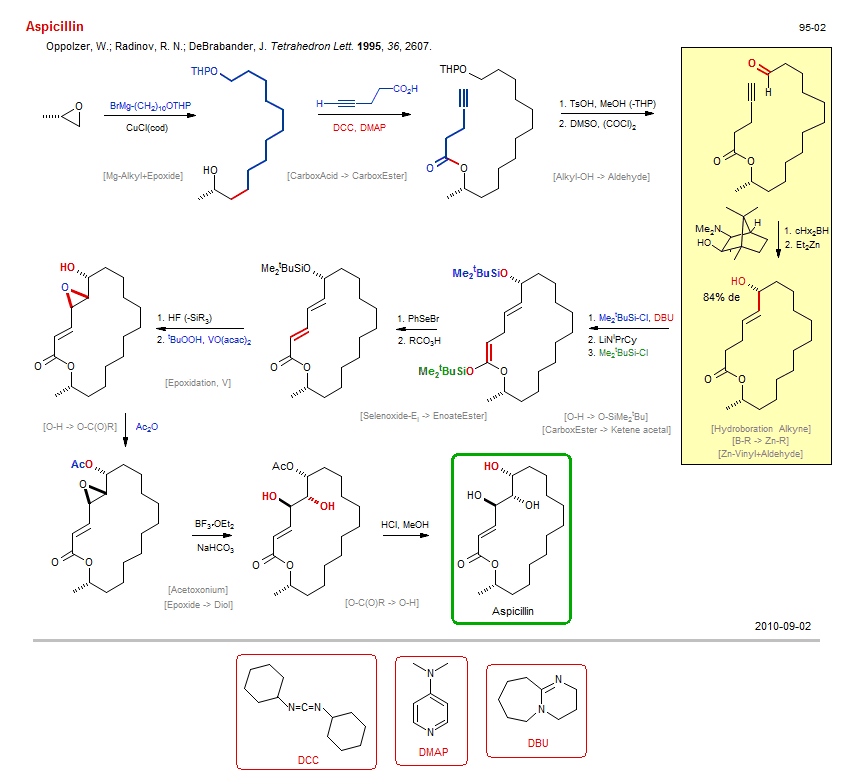 Aspicillin
95-02
Oppolzer, W.; Radinov, R. N.; DeBrabander, J. Tetrahedron Lett. 1995, 36, 2607.
O
BrMg-(CH2)10OTHP
CuCl(cod)
[Mg-Alkyl+Epoxide]
THPO
HO
H
CO2H
DCC, DMAP
[CarboxAcid -> CarboxEster]
THPO
O
O
1. TsOH, MeOH (-THP)
2. DMSO, (COCl)2
[Alkyl-OH -> Aldehyde]
O
H
O
O
Me2N
HO
H
1. cHx2BH
2. Et2Zn
HO
84% de
O
O
[Hydroboration Alkyne]
[B-R -> Zn-R]
[Zn-Vinyl+Aldehyde]
1. Me2tBuSi-Cl, DBU
2. LiNiPrCy
3. Me2tBuSi-Cl
[O-H -> O-SiMe2tBu]
[CarboxEster -> Ketene acetal]
Me2tBuSiO
Me2tBuSiO
O
1. PhSeBr
2. RCO3H
[Selenoxide-Ei -> EnoateEster]
Me2tBuSiO
O
O
1. HF (-SiR3)
2. tBuOOH, VO(acac)2
[Epoxidation, V]
HO
O
O
O
[O-H -> O-C(O)R]
Ac2O
AcO
O
O
O
BF3•OEt2
NaHCO3
[Acetoxonium]
[Epoxide -> Diol]
AcO
HO
OH
O
O
HCl, MeOH
[O-C(O)R -> O-H]
HO
HO
OH
O
O
Aspicillin
2010-09-02
N=C=N
DCC
N
N
DMAP
N
N
DBU